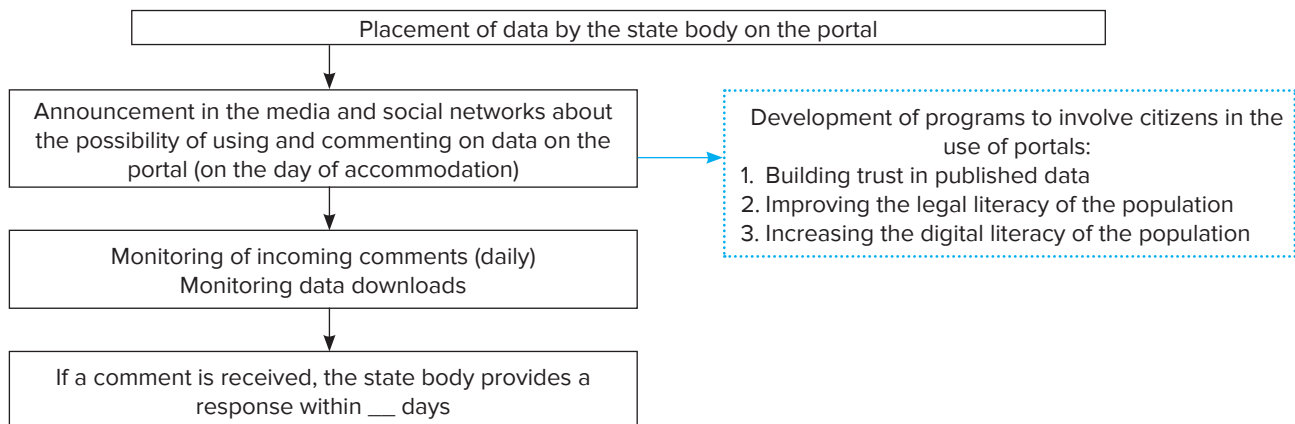 Placement of data by the state body on the portal
Announcement in the media and social networks about
the possibility of using and commenting on data on the
portal (on the day of accommodation)
Development of programs to involve citizens in the
use of portals:
1. Building trust in published data
2. Improving the legal literacy of the population
3. Increasing the digital literacy of the population
Monitoring of incoming comments (daily)
Monitoring data downloads
If a comment is received, the state body provides a
response within __ days